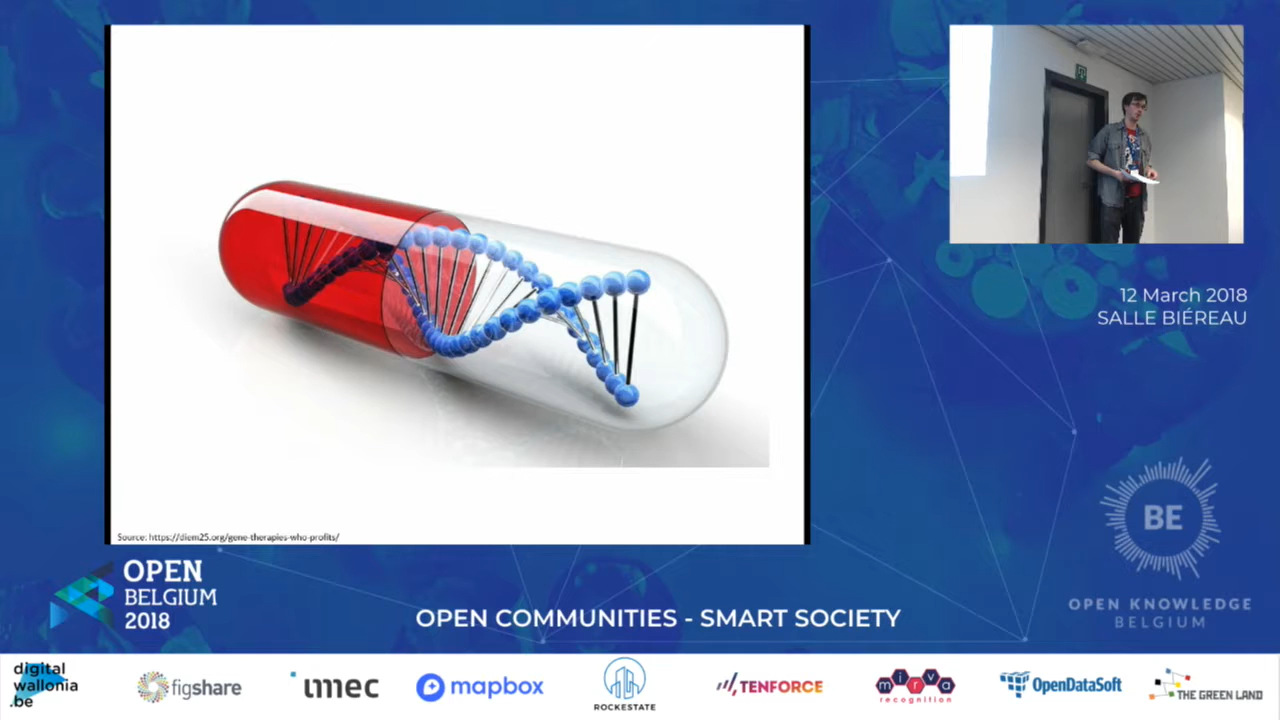 Source: https://diem25.org/gene-therapies-who-profits/
12 March 2018
SALLE BIÉREAU
BE
OPEN KNOWLEDGE
BELGIUM
OPEN
BELGIUM
2018
OPEN COMMUNITIES - SMART SOCIETY
digital
wallonia
.be
figshare
imec
mapbox
ROCKESTATE
TENFORCE
mirva
recognition
OpenDataSoft
THE GREEN LAND